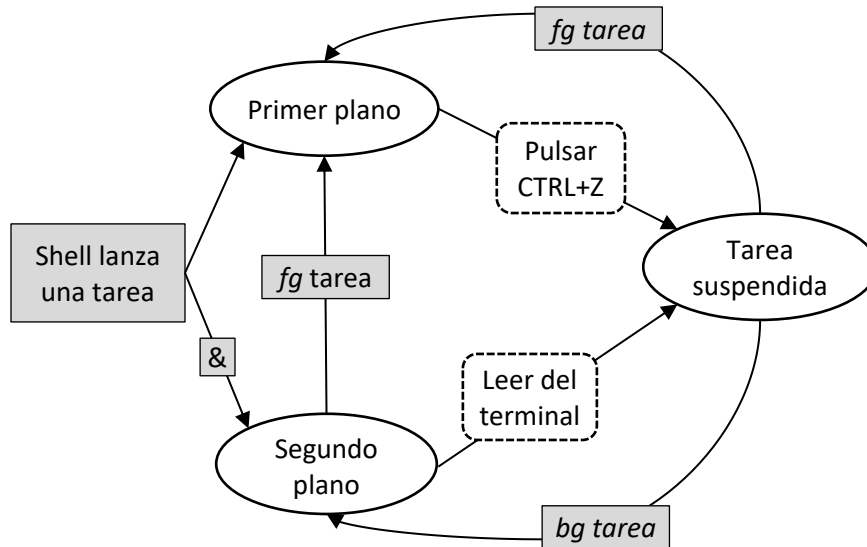 fg tarea
Primer plano
Pulsar
CTRL+Z
Shell lanza
una tarea
fg tarea
Tarea
suspendida
&
Leer del
terminal
Segundo
plano
bg tarea